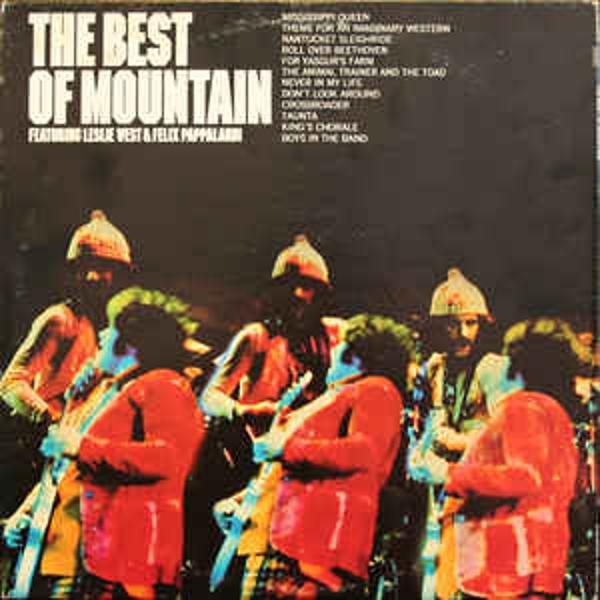 THE BEST
OF MOUNTAIN
FEATURING LESLIE WEST & FELIX PAPPALARDI
MISSISSIPPI QUEEN
THEME FOR AN IMAGINARY WESTERN
NANTUCKET SLEIGHRIDE
ROLL OVER BEETHOVEN
FOR YASGUR'S FARM
THE ANIMAL TRAINER AND THE TOAD
NEVER IN MY LIFE
DON'T LOOK AROUND
CROSSROADER
TAUNTA
KING'S CHORALE
BOYS IN THE BAND